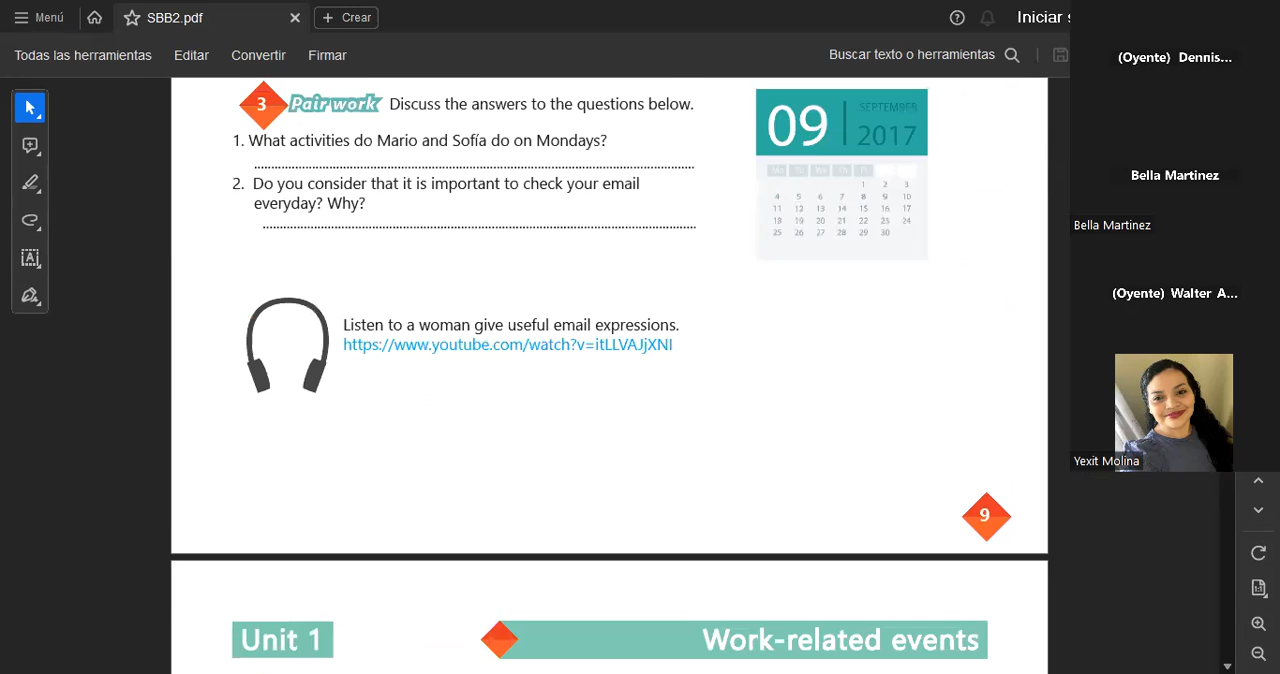 Menú
SBB2.pdf
Crear
Iniciar s
Todas las herramientas
Editar
Convertir
Firmar
Buscar texto o herramientas
3 Pair work Discuss the answers to the questions below.
1. What activities do Mario and Sofía do on Mondays?
2. Do you consider that it is important to check your email
everyday? Why?
09 SEPTEMBER
2017
Mo Tu We Th Fr
1 2 3
4 5 6 7 8 9 10
11 12 13 14 15 16 17
18 19 20 21 22 23 24
25 26 27 28 29 30
Listen to a woman give useful email expressions.
https://www.youtube.com/watch?v=itLLVAJjXNI
9
Unit 1
Work-related events
(Oyente) Dennis...
Bella Martinez
Bella Martinez
(Oyente) Walter A...
Yexit Molina